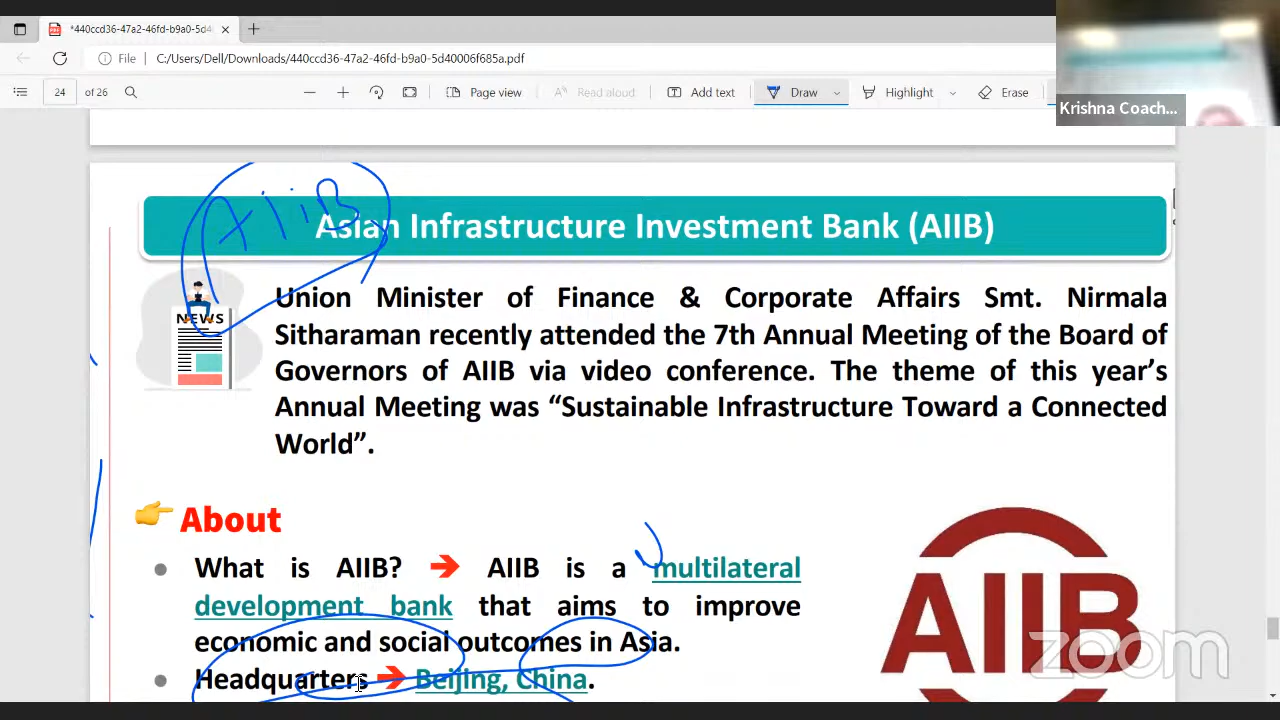 *440ccd36-47a2-46fd-b9a0-5d4
File C:/Users/Dell/Downloads/440ccd36-47a2-46fd-b9a0-5d40006f685a.pdf
24 of 26 Page view Read aloud Add text Draw Highlight Erase
Krishna Coach...
AIIB
Asian Infrastructure Investment Bank (AIIB)
NEWS
Union Minister of Finance & Corporate Affairs Smt. Nirmala
Sitharaman recently attended the 7th Annual Meeting of the Board of
Governors of AIIB via video conference. The theme of this year’s
Annual Meeting was “Sustainable Infrastructure Toward a Connected
World”.
About
What is AIIB? ➔ AIIB is a multilateral
development bank that aims to improve
economic and social outcomes in Asia.
Headquarters ➔ Beijing, China.
AIIB
zoom